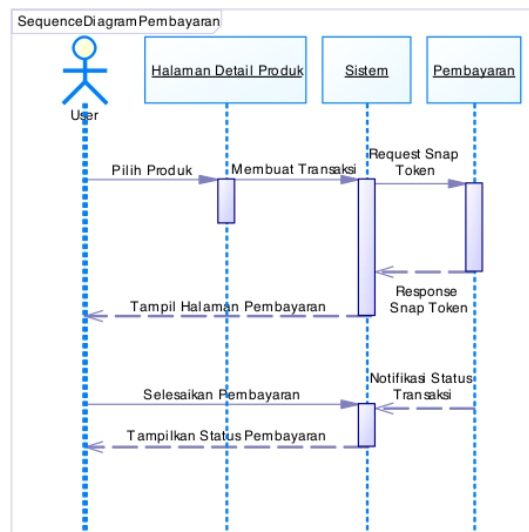 SequenceDiagramPembayaran
Halaman Detail Produk
Sistem
Pembayaran
User
Pilih Produk
Membuat Transaksi
Request Snap
Token
Response
Snap Token
Tampil Halaman Pembayaran
Notifikasi Status
Transaksi
Selesaikan Pembayaran
Tampilkan Status Pembayaran